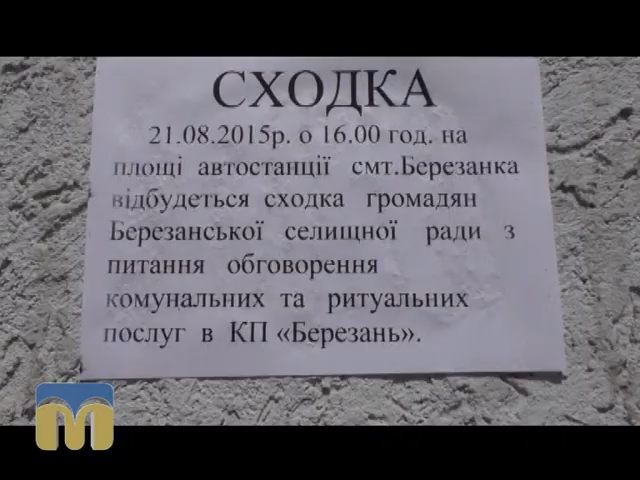 СХОДКА
21.08.2015р. о 16.00 год. на
площі автостанції смт.Березанка
відбудеться сходка громадян
Березанської селищної ради з
питання обговорення
комунальних та ритуальних
послуг в КП «Березань».